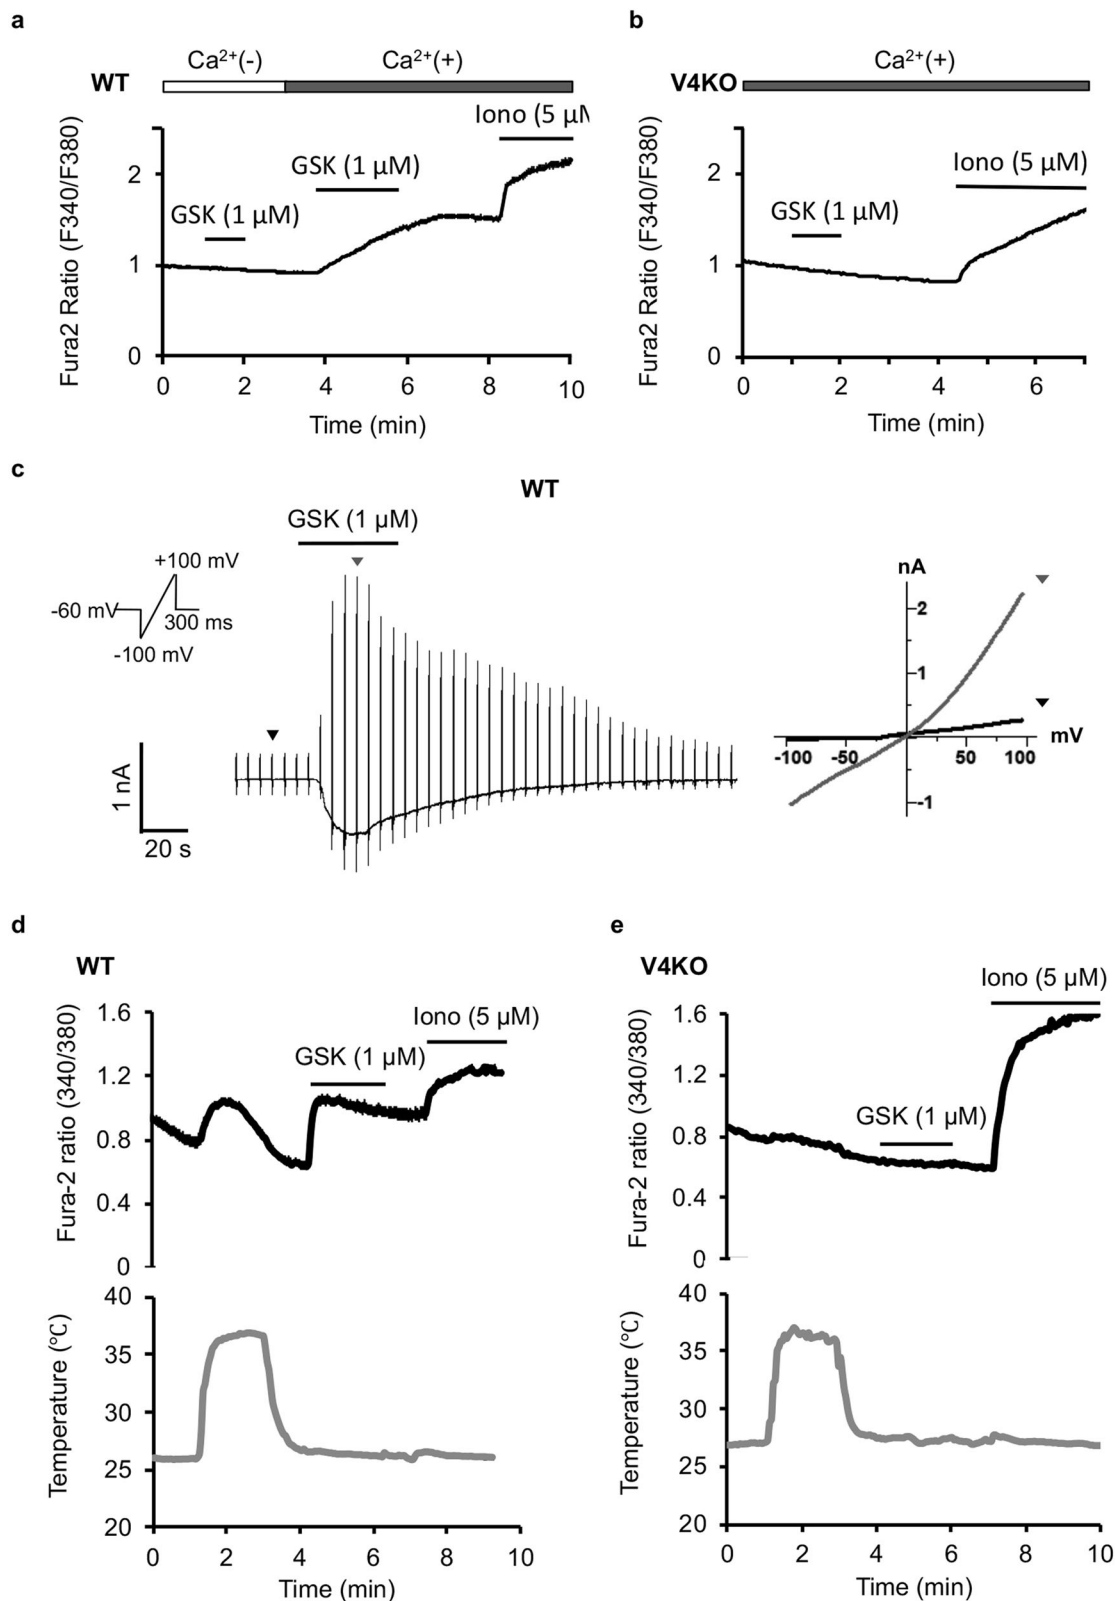 a
b
Ca²⁺(-)
Ca²⁺(+)
WT
Iono (5 µM
GSK (1 µM)
GSK (1 µM)
Fura2 Ratio (F340/F380)
2
1
0
0 2 4 6 8 10
Time (min)
Ca²⁺(+)
V4KO
Iono (5 µM)
GSK (1 µM)
Fura2 Ratio (F340/F380)
2
1
0
0 2 4 6
Time (min)
c
WT
GSK (1 µM)
+100 mV
-60 mV
300 ms
-100 mV
1 nA
20 s
nA
2
1
mV
-100 -50 50 100
-1
d
WT
Iono (5 µM)
GSK (1 µM)
Fura-2 ratio (340/380)
1.6
1.2
0.8
0.4
0
Temperature (°C)
40
35
30
25
20
0 2 4 6 8 10
Time (min)
e
V4KO
Iono (5 µM)
GSK (1 µM)
Fura-2 ratio (340/380)
1.6
1.2
0.8
0.4
0
Temperature (°C)
40
35
30
25
20
0 2 4 6 8 10
Time (min)